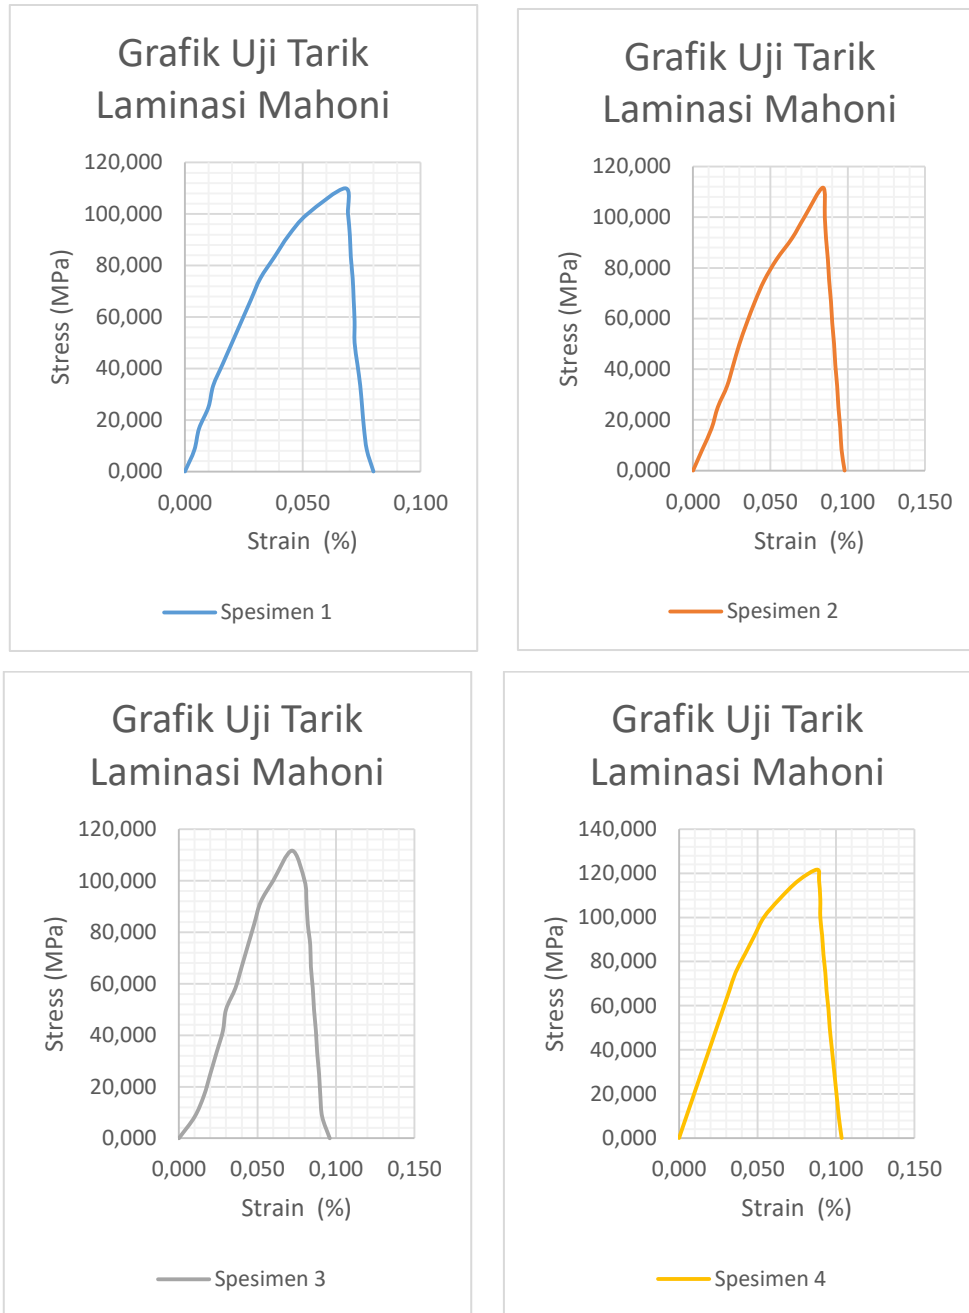 Grafik Uji Tarik
Laminasi Mahoni
120,000
100,000
80,000
60,000
40,000
20,000
0,000
Stress (MPa)
0,000 0,050 0,100
Strain (%)
Spesimen 1
Grafik Uji Tarik
Laminasi Mahoni
120,000
100,000
80,000
60,000
40,000
20,000
0,000
Stress (MPa)
0,000 0,050 0,100 0,150
Strain (%)
Spesimen 2
Grafik Uji Tarik
Laminasi Mahoni
120,000
100,000
80,000
60,000
40,000
20,000
0,000
Stress (MPa)
0,000 0,050 0,100 0,150
Strain (%)
Spesimen 3
Grafik Uji Tarik
Laminasi Mahoni
140,000
120,000
100,000
80,000
60,000
40,000
20,000
0,000
Stress (MPa)
0,000 0,050 0,100 0,150
Strain (%)
Spesimen 4